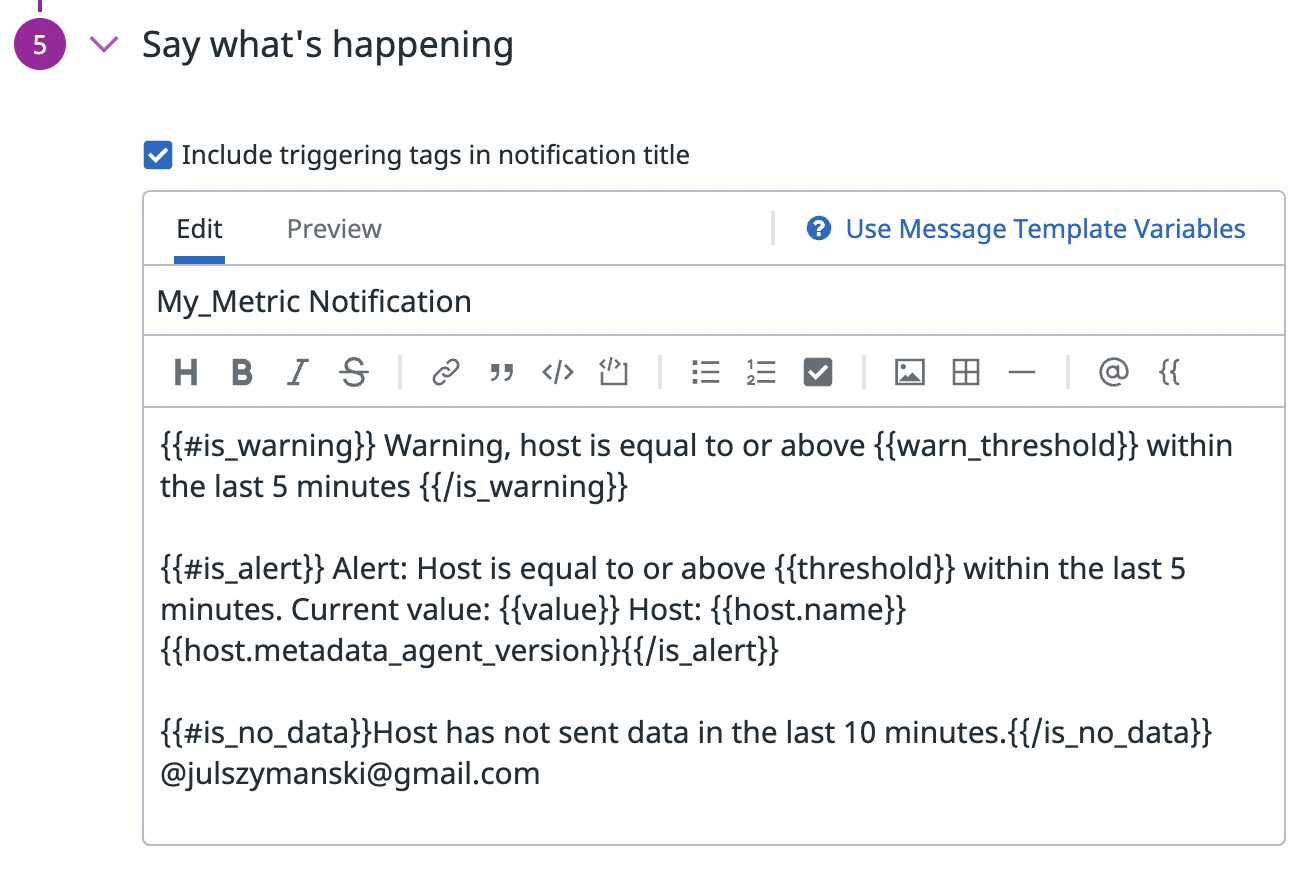 5
Say what's happening
Include triggering tags in notification title
Edit Preview ? Use Message Template Variables
My_Metric Notification
H B I S </> </> 1 2 @ {{
{{#is_warning}} Warning, host is equal to or above {{warn_threshold}} within
the last 5 minutes {{/is_warning}}
{{#is_alert}} Alert: Host is equal to or above {{threshold}} within the last 5
minutes. Current value: {{value}} Host: {{host.name}}
{{host.metadata_agent_version}}{{/is_alert}}
{{#is_no_data}}Host has not sent data in the last 10 minutes.{{/is_no_data}}
@julszymanski@gmail.com